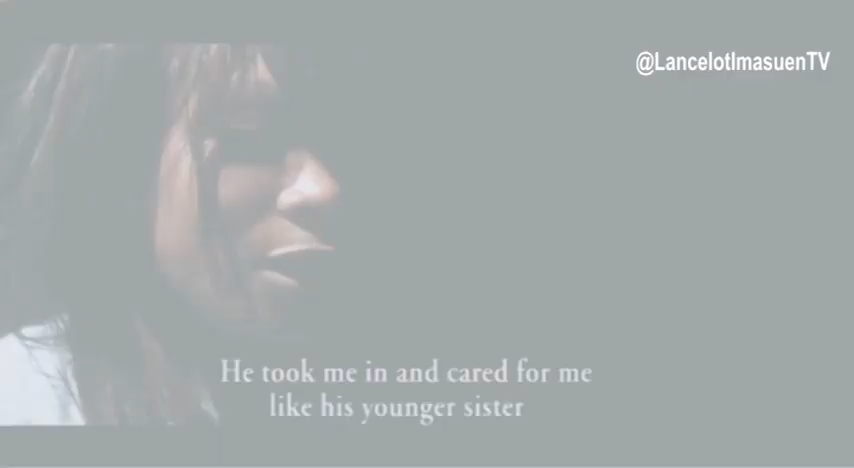 @LancelotImasuenTV
He took me in and cared for me
like his younger sister